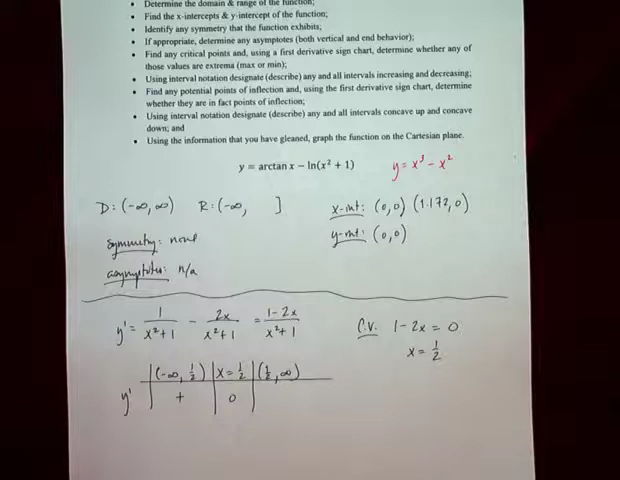 • Determine the domain & range of the function;
• Find the x-intercepts & y-intercept of the function;
• Identify any symmetry that the function exhibits;
• If appropriate, determine any asymptotes (both vertical and end behavior);
• Find any critical points and, using a first derivative sign chart, determine whether any of
those values are extrema (max or min);
• Using interval notation designate (describe) any and all intervals increasing and decreasing;
• Find any potential points of inflection and, using the first derivative sign chart, determine
whether they are in fact points of inflection;
• Using interval notation designate (describe) any and all intervals concave up and concave
down; and
• Using the information that you have gleaned, graph the function on the Cartesian plane.
y = arctan x − ln(x² + 1) y = x³ − x²
D: (-∞, ∞) R: (-∞, ] x-int: (0,0) (1.172, 0)
symmetry: none y-int: (0,0)
asymptotes: n/a
y' = 1/(x²+1) − 2x/(x²+1) = (1-2x)/(x²+1) C.V. 1-2x = 0
x = 1/2
(-∞, 1/2) | x = 1/2 | (1/2, ∞)
y' + 0